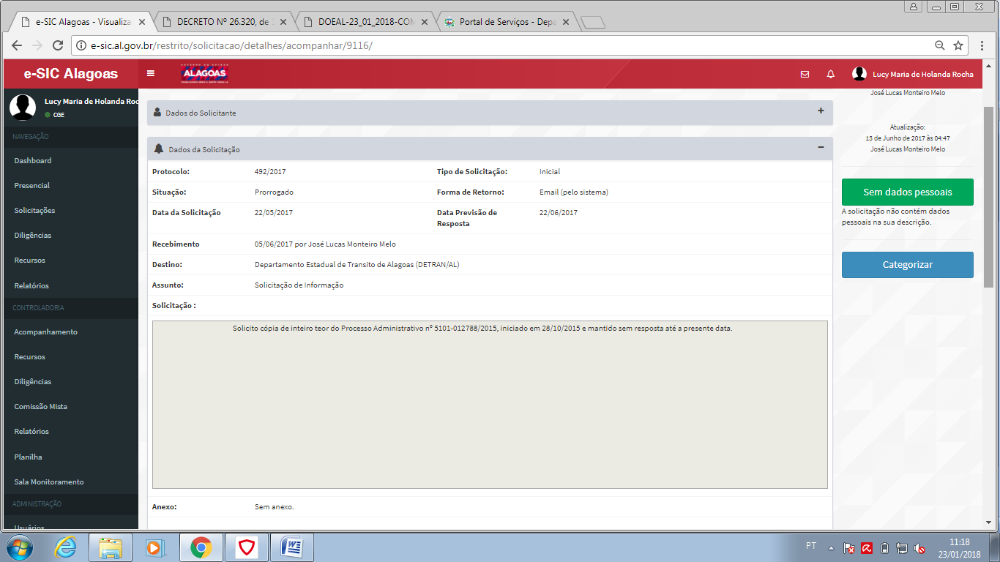 e-SIC Alagoas - Visualiza
DECRETO Nº 26.320, de
DOEAL-23_01_2018-COM
Portal de Serviços - Depa
e-sic.al.gov.br/restrito/solicitacao/detalhes/acompanhar/9116/
e-SIC Alagoas
ALAGOAS
Lucy Maria de Holanda Rocha
Lucy Maria de Holanda Roc
CGE
NAVEGAÇÃO
Dashboard
Presencial
Solicitações
Diligências
Recursos
Relatórios
CONTROLADORIA
Acompanhamento
Recursos
Diligências
Comissão Mista
Relatórios
Planilha
Sala Monitoramento
ADMINISTRAÇÃO
Usuários
Dados do Solicitante
Dados da Solicitação
Protocolo: 492/2017 Tipo de Solicitação: Inicial
Situação: Prorrogado Forma de Retorno: Email (pelo sistema)
Data da Solicitação 22/05/2017 Data Previsão de 22/06/2017
Resposta
Recebimento 05/06/2017 por José Lucas Monteiro Melo
Destino: Departamento Estadual de Transito de Alagoas (DETRAN/AL)
Assunto: Solicitação de Informação
Solicitação :
Solicito cópia de inteiro teor do Processo Administrativo nº 5101-012788/2015, iniciado em 28/10/2015 e mantido sem resposta até a presente data.
Anexo: Sem anexo.
José Lucas Monteiro Melo
Atualização:
13 de Junho de 2017 às 04:47
José Lucas Monteiro Melo
Sem dados pessoais
A solicitação não contém dados
pessoais na sua descrição.
Categorizar
PT
11:18
23/01/2018